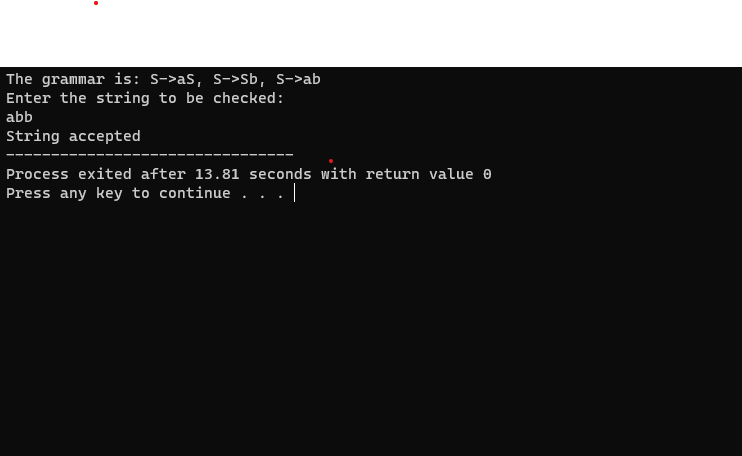 The grammar is: S->aS, S->Sb, S->ab
Enter the string to be checked:
abb
String accepted
--------------------------------
Process exited after 13.81 seconds with return value 0
Press any key to continue . . .